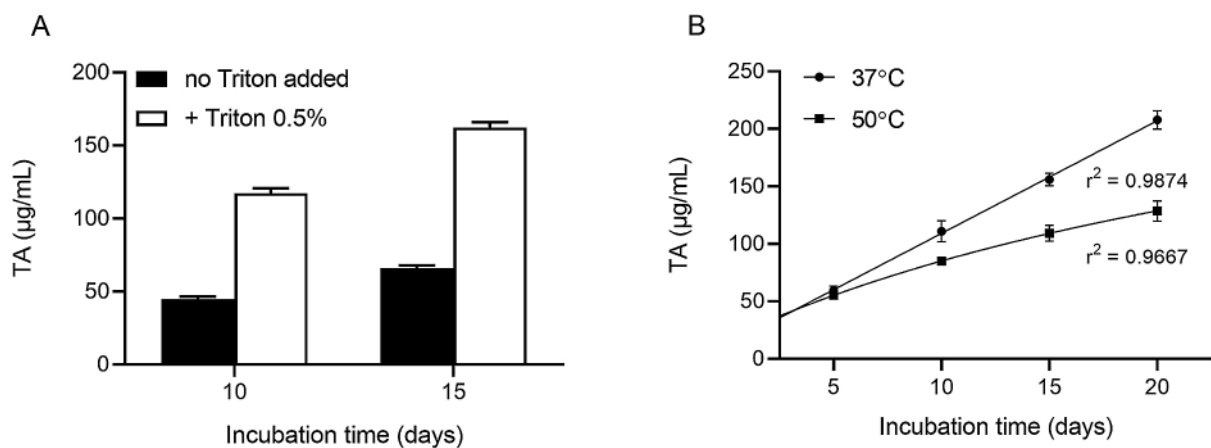 A
200
150
100
50
0
TA (µg/mL)
no Triton added
+ Triton 0.5%
10
15
Incubation time (days)
B
250
200
150
100
50
0
TA (µg/mL)
37°C
50°C
r² = 0.9874
r² = 0.9667
5
10
15
20
Incubation time (days)